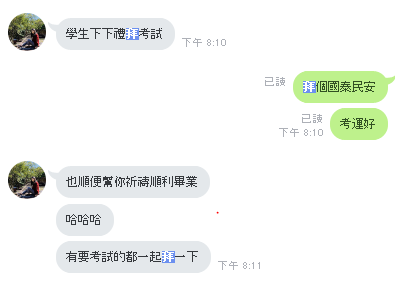 學生下下禮拜考試
下午 8:10
已讀
拜個國泰民安
已讀
下午 8:10
考運好
也順便幫你祈禱順利畢業
哈哈哈
有要考試的都一起拜一下
下午 8:11